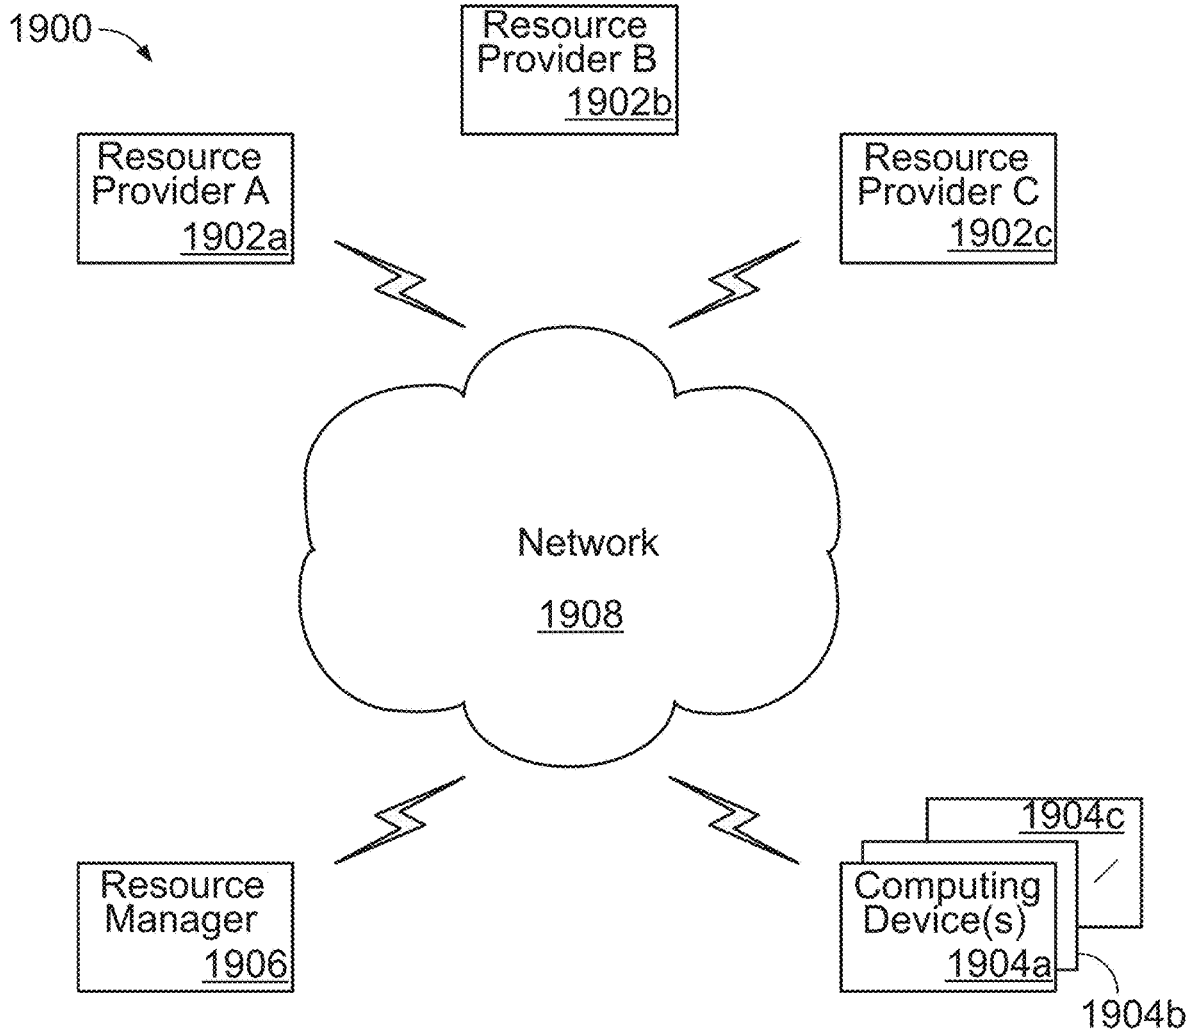 1900
Resource
Provider B
1902b
Resource
Provider A
1902a
Resource
Provider C
1902c
Network
1908
Resource
Manager
1906
1904c
Computing
Device(s)
1904a
1904b